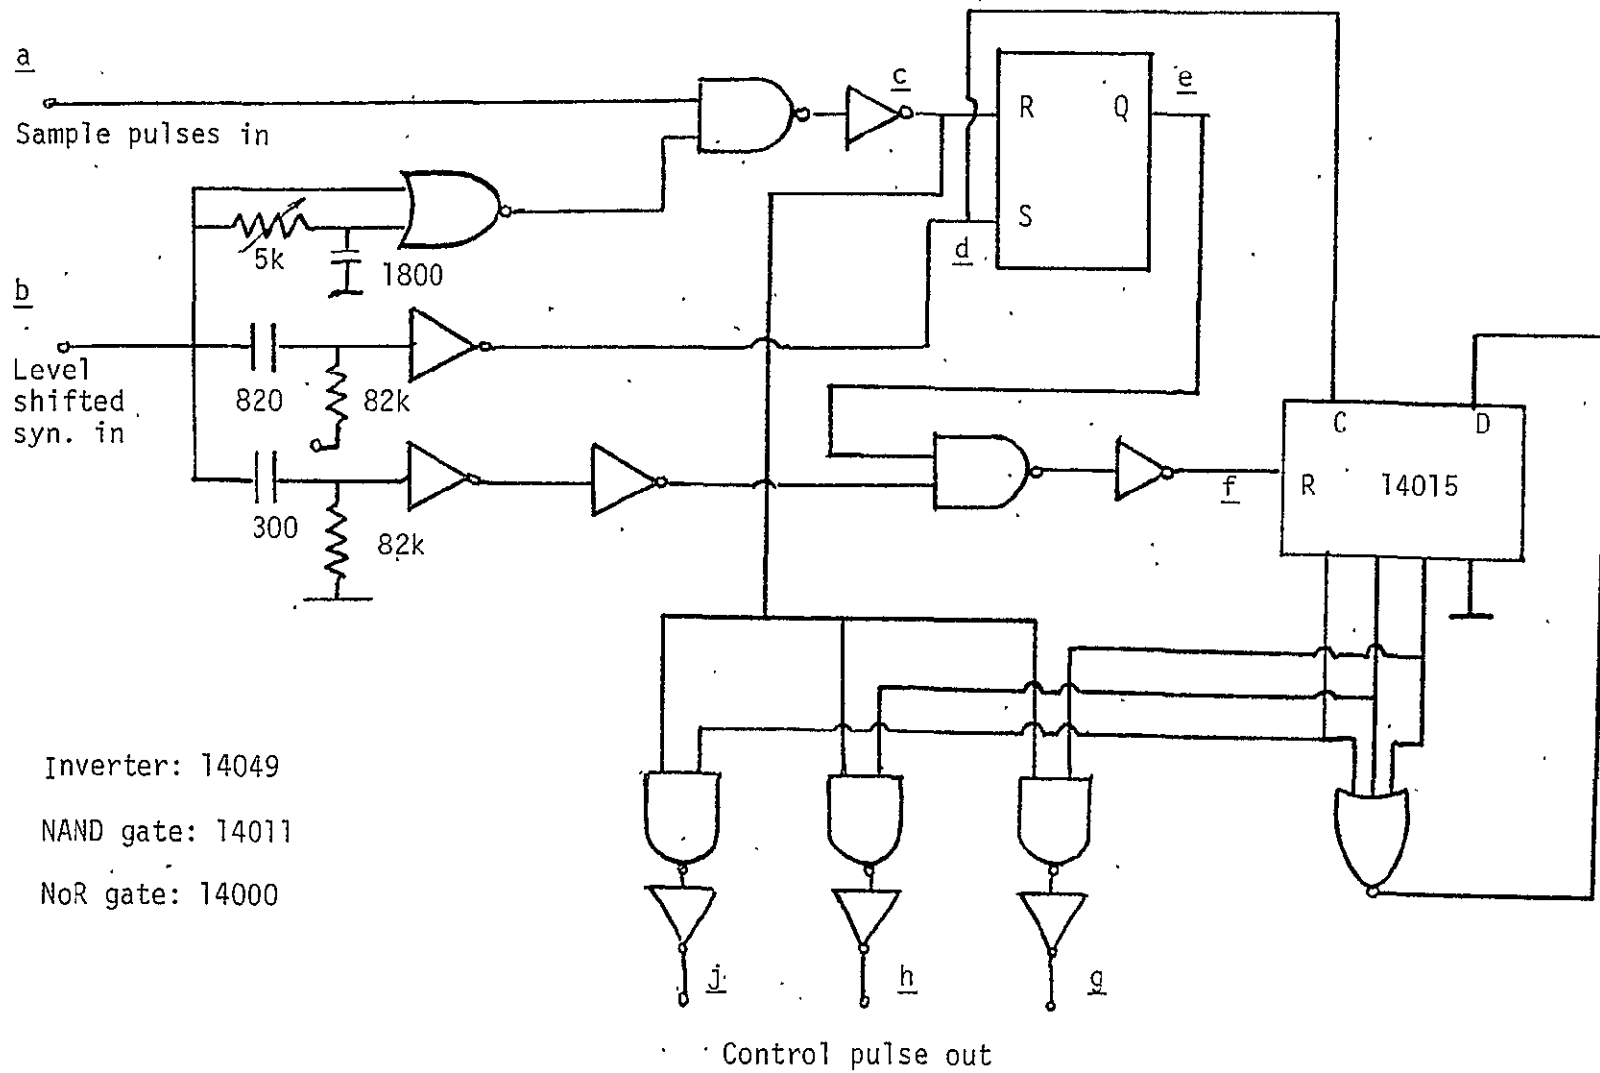 a
Sample pulses in
c
R
Q
e
S
d
5k
1800
b
Level
shifted
syn. in
820
82k
300
82k
C
D
R
14015
f
Inverter: 14049
NAND gate: 14011
NoR gate: 14000
j
h
g
Control pulse out